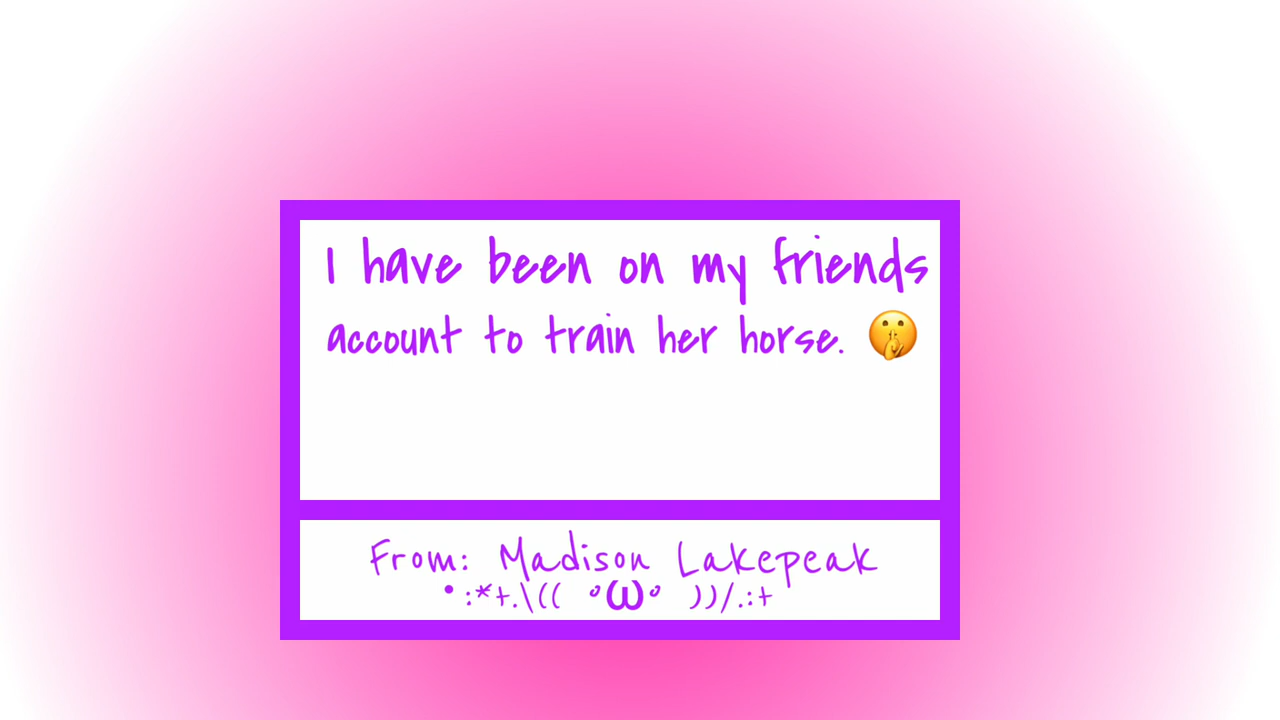 I have been on my friends
account to train her horse. 🤫
From: Madison Lakepeak
•:*+.\(( °ω° ))/.:+